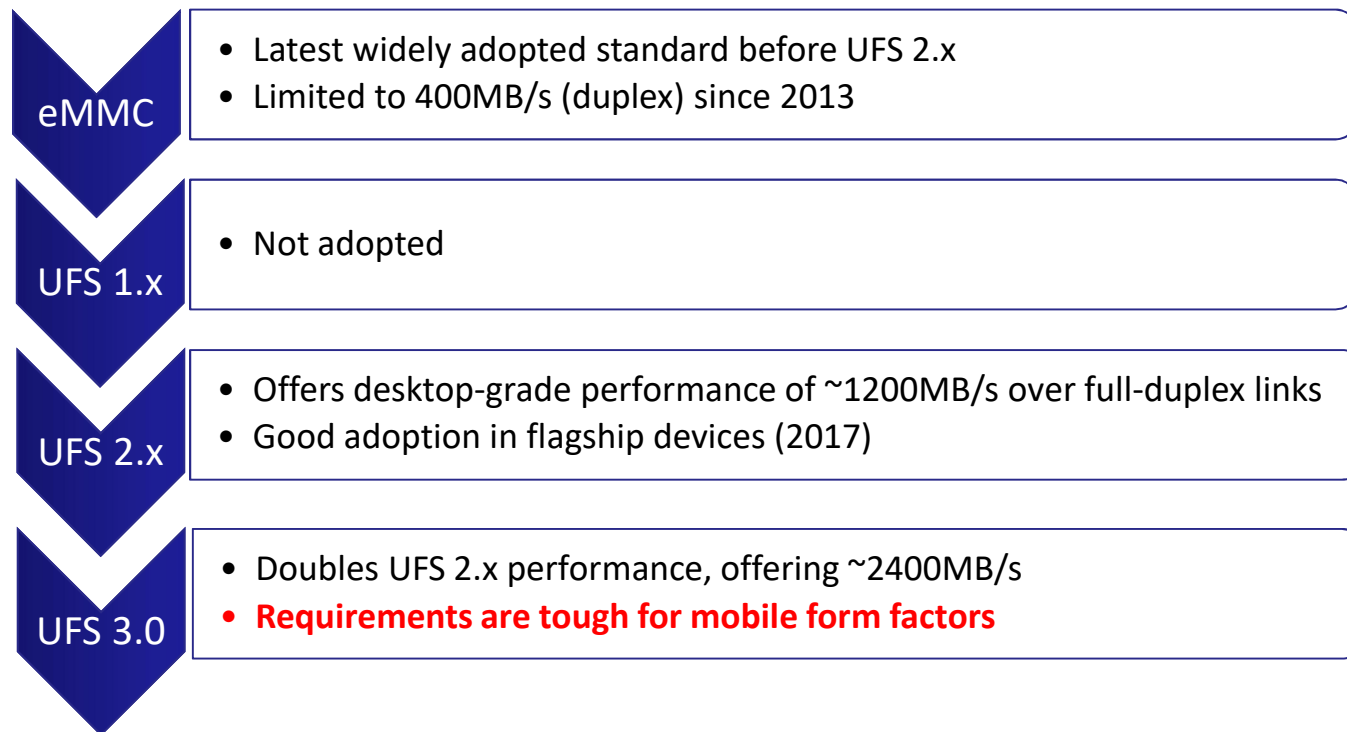 eMMC
• Latest widely adopted standard before UFS 2.x
• Limited to 400MB/s (duplex) since 2013
UFS 1.x
• Not adopted
UFS 2.x
• Offers desktop-grade performance of ~1200MB/s over full-duplex links
• Good adoption in flagship devices (2017)
UFS 3.0
• Doubles UFS 2.x performance, offering ~2400MB/s
• Requirements are tough for mobile form factors